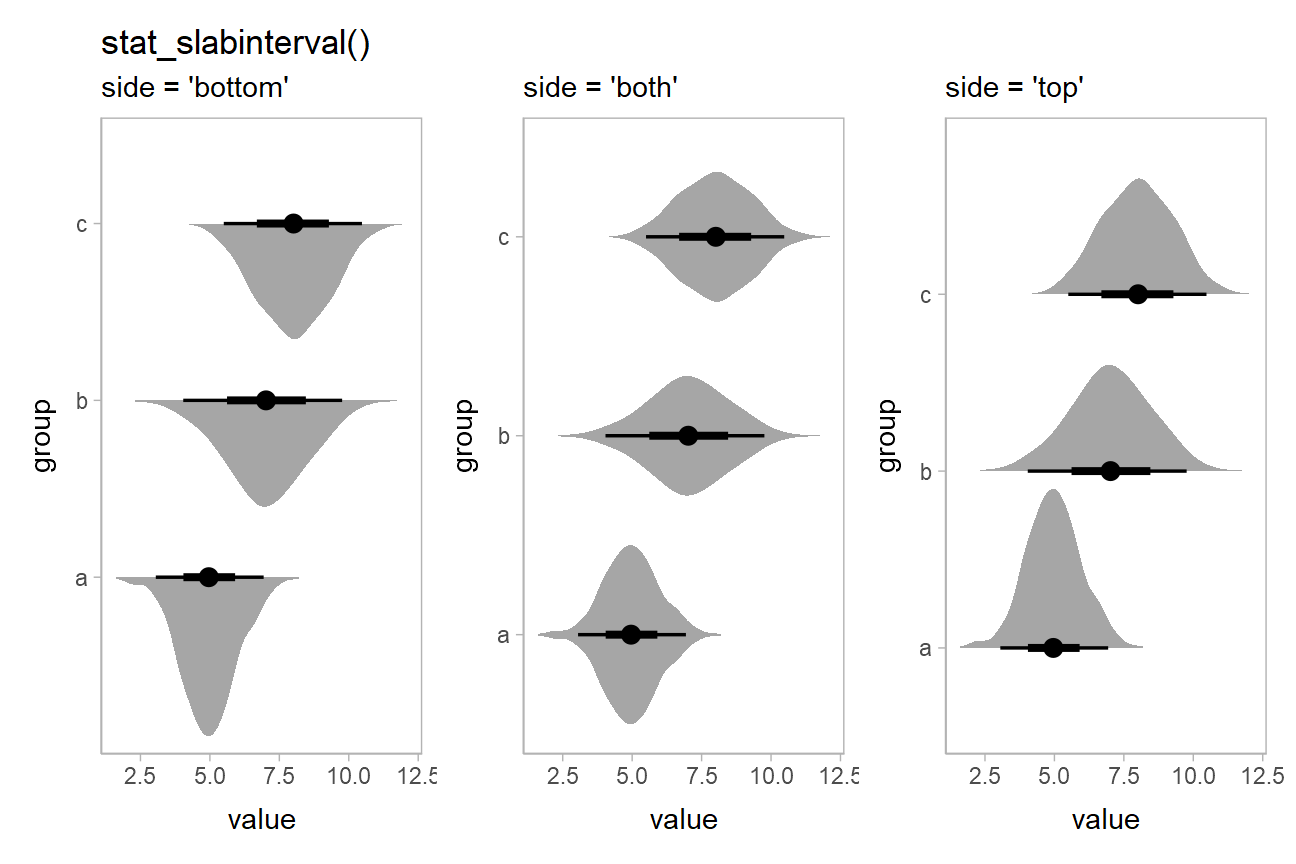 stat_slabinterval()
side = 'bottom'
c
b
a
group
2.5 5.0 7.5 10.0 12.5
value
side = 'both'
c
b
a
group
2.5 5.0 7.5 10.0 12.5
value
side = 'top'
c
b
a
group
2.5 5.0 7.5 10.0 12.5
value